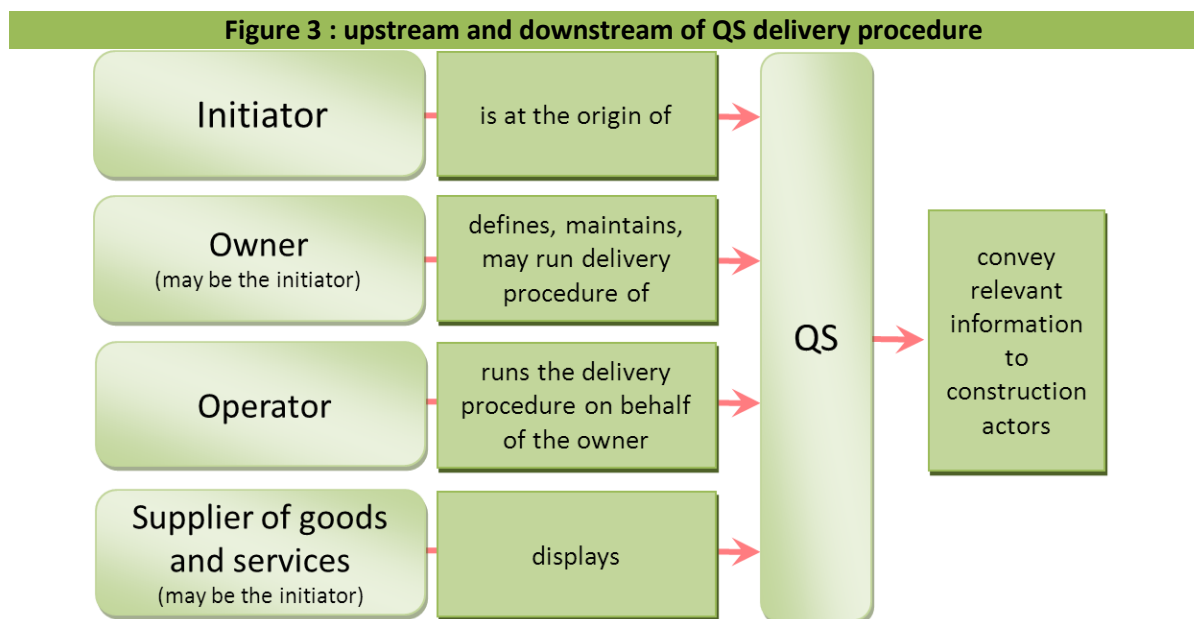 Figure 3 : upstream and downstream of QS delivery procedure
Initiator
is at the origin of
Owner
(may be the initiator)
defines, maintains,
may run delivery
procedure of
Operator
runs the delivery
procedure on behalf
of the owner
Supplier of goods
and services
(may be the initiator)
displays
QS
convey
relevant
information
to
construction
actors